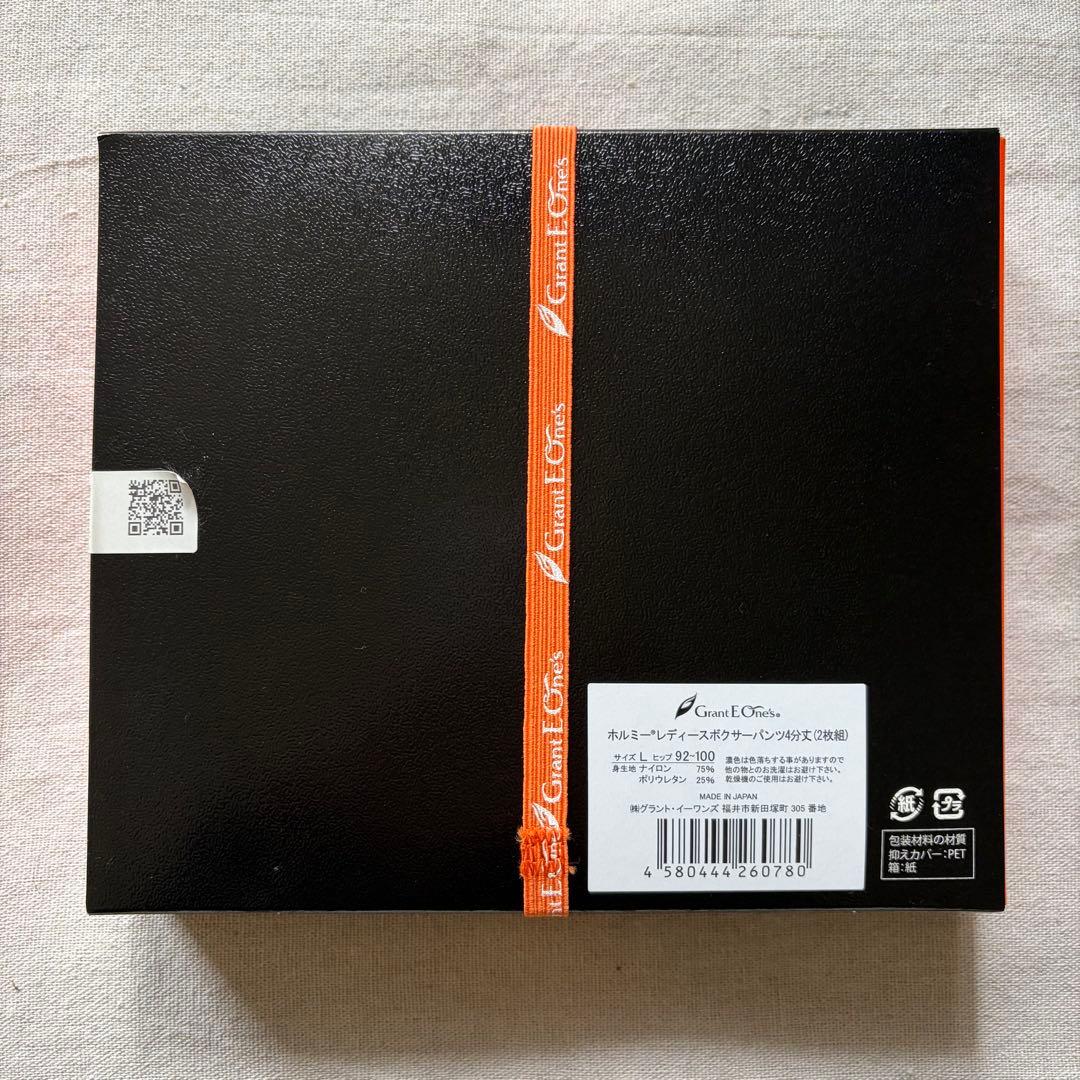 Grant E One's
Grant E One's
Grant E One's
Grant E One's®
ホルミー®レディースボクサーパンツ4分丈(2枚組)
サイズ L ヒップ 92~100
身生地 ナイロン 75%
ポリウレタン 25%
濃色は色落ちする事がありますので
他の物とのお洗濯はお避け下さい。
乾燥機のご使用はお避け下さい。
MADE IN JAPAN
㈱グラント・イーワンズ 福井市新田塚町 305 番地
4 580444 260780
紙
プラ
包装材料の材質
抑えカバー:PET
箱:紙